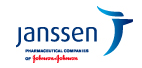 janssen
PHARMACEUTICAL COMPANIES
OF Johnson&Johnson